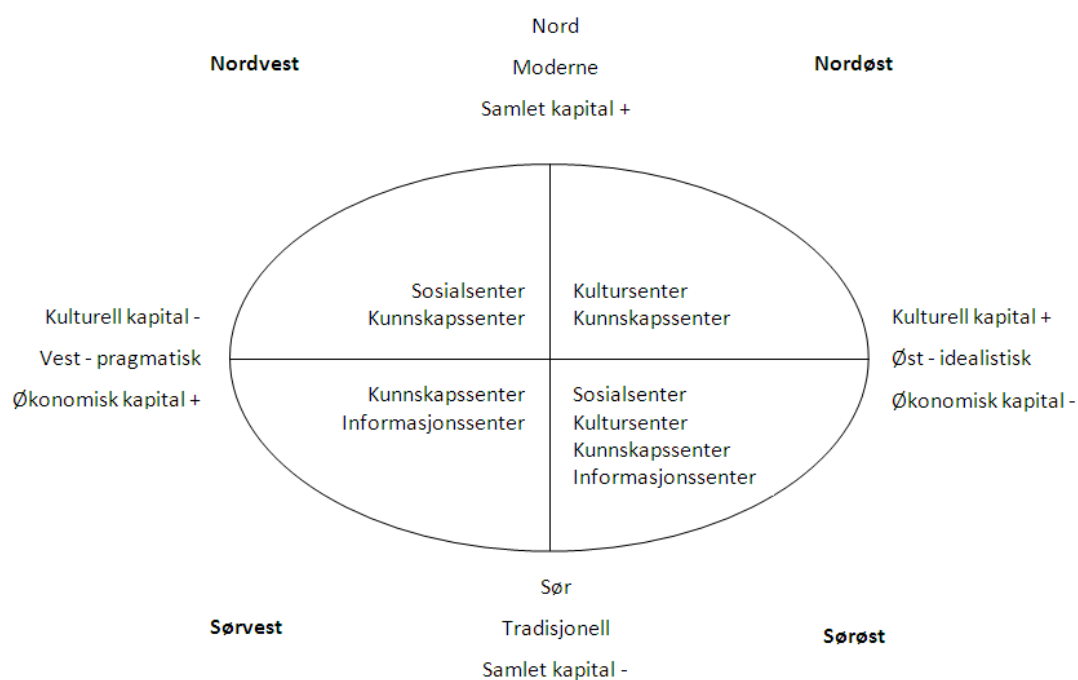 Nord
Nordvest
Moderne
Nordøst
Samlet kapital +
Sosialsenter
Kunnskapssenter
Kultursenter
Kunnskapssenter
Kulturell kapital -
Vest - pragmatisk
Økonomisk kapital +
Kulturell kapital +
Øst - idealistisk
Økonomisk kapital -
Kunnskapssenter
Informasjonssenter
Sosialsenter
Kultursenter
Kunnskapssenter
Informasjonssenter
Sør
Sørvest
Tradisjonell
Sørøst
Samlet kapital -